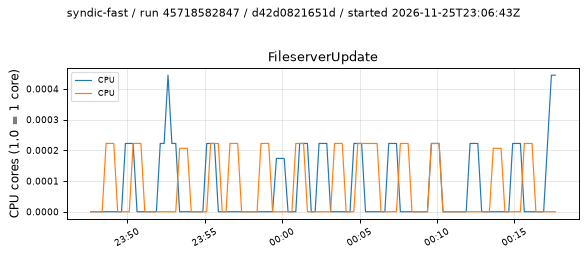 syndic-fast / run 45718582847 / d42d0821651d / started 2026-11-25T23:06:43Z
FileserverUpdate
CPU cores (1.0 = 1 core)
0.0004
0.0003
0.0002
0.0001
0.0000
CPU
CPU
23:50
23:55
00:00
00:05
00:10
00:15